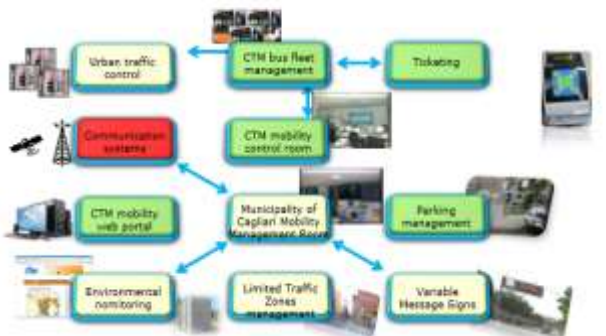 Urban traffic
control
CTM bus fleet
management
Ticketing
Communication
systems
CTM mobility
control room
CTM mobility
web portal
Municipality of
Cagliari Mobility
Management Room
Parking
management
Environmental
nomitoring
Limited Traffic
Zones
management
Variable
Message Signs